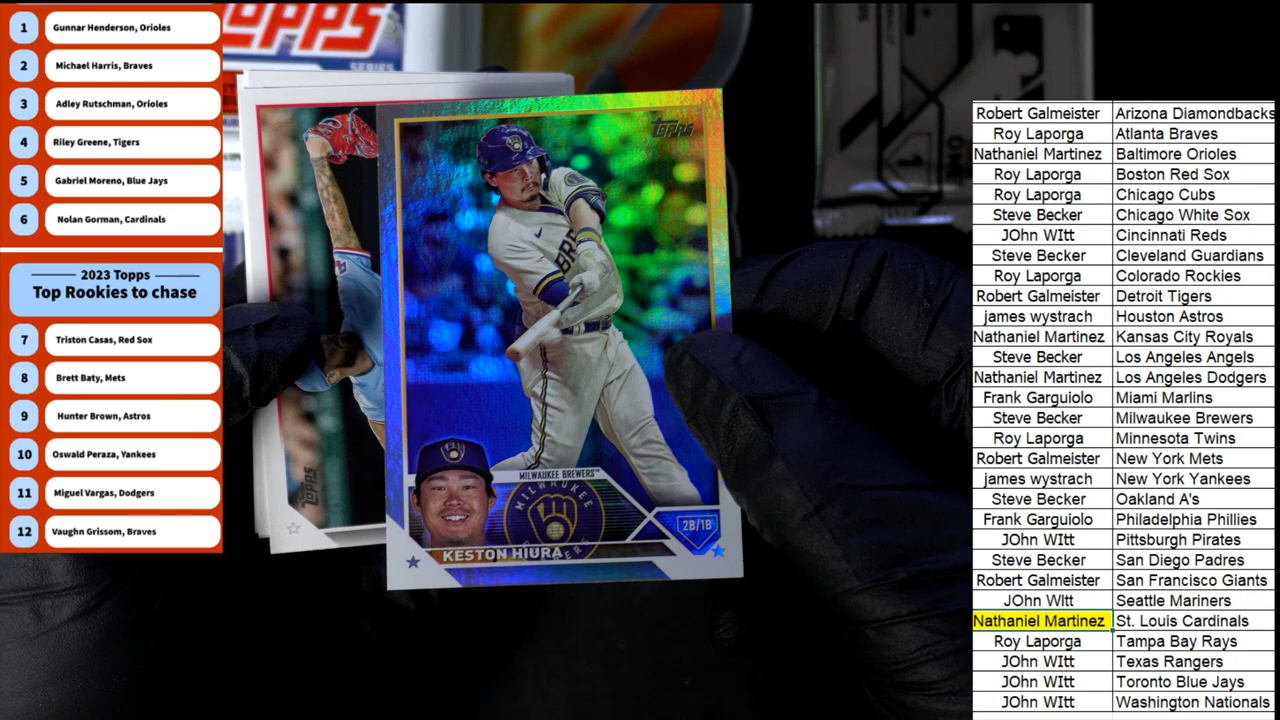 1 Gunnar Henderson, Orioles
2 Michael Harris, Braves
3 Adley Rutschman, Orioles
4 Riley Greene, Tigers
5 Gabriel Moreno, Blue Jays
6 Nolan Gorman, Cardinals
2023 Topps
Top Rookies to chase
7 Triston Casas, Red Sox
8 Brett Baty, Mets
9 Hunter Brown, Astros
10 Oswald Peraza, Yankees
11 Miguel Vargas, Dodgers
12 Vaughn Grissom, Braves
TOPPS
SERIES
TOPPS
TOPPS
MILWAUKEE BREWERS™
MILWAUKEE
2B/1B
KESTON HIURA
Robert Galmeister Arizona Diamondbacks
Roy Laporga Atlanta Braves
Nathaniel Martinez Baltimore Orioles
Roy Laporga Boston Red Sox
Roy Laporga Chicago Cubs
Steve Becker Chicago White Sox
JOhn WItt Cincinnati Reds
Steve Becker Cleveland Guardians
Roy Laporga Colorado Rockies
Robert Galmeister Detroit Tigers
james wystrach Houston Astros
Nathaniel Martinez Kansas City Royals
Steve Becker Los Angeles Angels
Nathaniel Martinez Los Angeles Dodgers
Frank Garguiolo Miami Marlins
Steve Becker Milwaukee Brewers
Roy Laporga Minnesota Twins
Robert Galmeister New York Mets
james wystrach New York Yankees
Steve Becker Oakland A's
Frank Garguiolo Philadelphia Phillies
JOhn WItt Pittsburgh Pirates
Steve Becker San Diego Padres
Robert Galmeister San Francisco Giants
JOhn WItt Seattle Mariners
Nathaniel Martinez St. Louis Cardinals
Roy Laporga Tampa Bay Rays
JOhn WItt Texas Rangers
JOhn WItt Toronto Blue Jays
JOhn WItt Washington Nationals